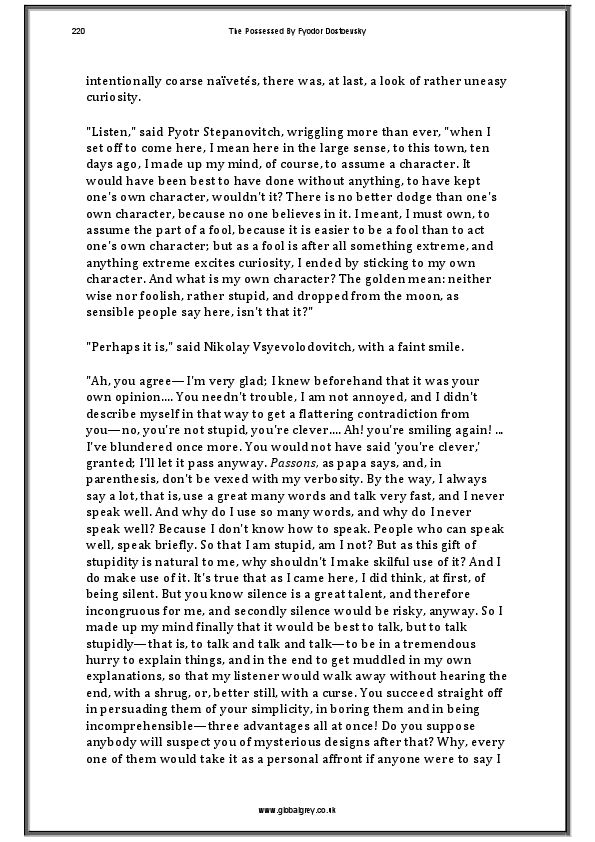 220
The Possessed By Fyodor Dostoevsky
intentionally coarse naïvetés, there was, at last, a look of rather uneasy
curiosity.
"Listen," said Pyotr Stepanovitch, wriggling more than ever, "when I
set off to come here, I mean here in the large sense, to this town, ten
days ago, I made up my mind, of course, to assume a character. It
would have been best to have done without anything, to have kept
one's own character, wouldn't it? There is no better dodge than one's
own character, because no one believes in it. I meant, I must own, to
assume the part of a fool, because it is easier to be a fool than to act
one's own character; but as a fool is after all something extreme, and
anything extreme excites curiosity, I ended by sticking to my own
character. And what is my own character? The golden mean: neither
wise nor foolish, rather stupid, and dropped from the moon, as
sensible people say here, isn't that it?"
"Perhaps it is," said Nikolay Vsyevolodovitch, with a faint smile.
"Ah, you agree—I'm very glad; I knew beforehand that it was your
own opinion.... You needn't trouble, I am not annoyed, and I didn't
describe myself in that way to get a flattering contradiction from
you—no, you're not stupid, you're clever.... Ah! you're smiling again! ...
I've blundered once more. You would not have said 'you're clever,'
granted; I'll let it pass anyway. Passons, as papa says, and, in
parenthesis, don't be vexed with my verbosity. By the way, I always
say a lot, that is, use a great many words and talk very fast, and I never
speak well. And why do I use so many words, and why do I never
speak well? Because I don't know how to speak. People who can speak
well, speak briefly. So that I am stupid, am I not? But as this gift of
stupidity is natural to me, why shouldn't I make skilful use of it? And I
do make use of it. It's true that as I came here, I did think, at first, of
being silent. But you know silence is a great talent, and therefore
incongruous for me, and secondly silence would be risky, anyway. So I
made up my mind finally that it would be best to talk, but to talk
stupidly—that is, to talk and talk and talk—to be in a tremendous
hurry to explain things, and in the end to get muddled in my own
explanations, so that my listener would walk away without hearing the
end, with a shrug, or, better still, with a curse. You succeed straight off
in persuading them of your simplicity, in boring them and in being
incomprehensible—three advantages all at once! Do you suppose
anybody will suspect you of mysterious designs after that? Why, every
one of them would take it as a personal affront if anyone were to say I
www.globalgrey.co.uk